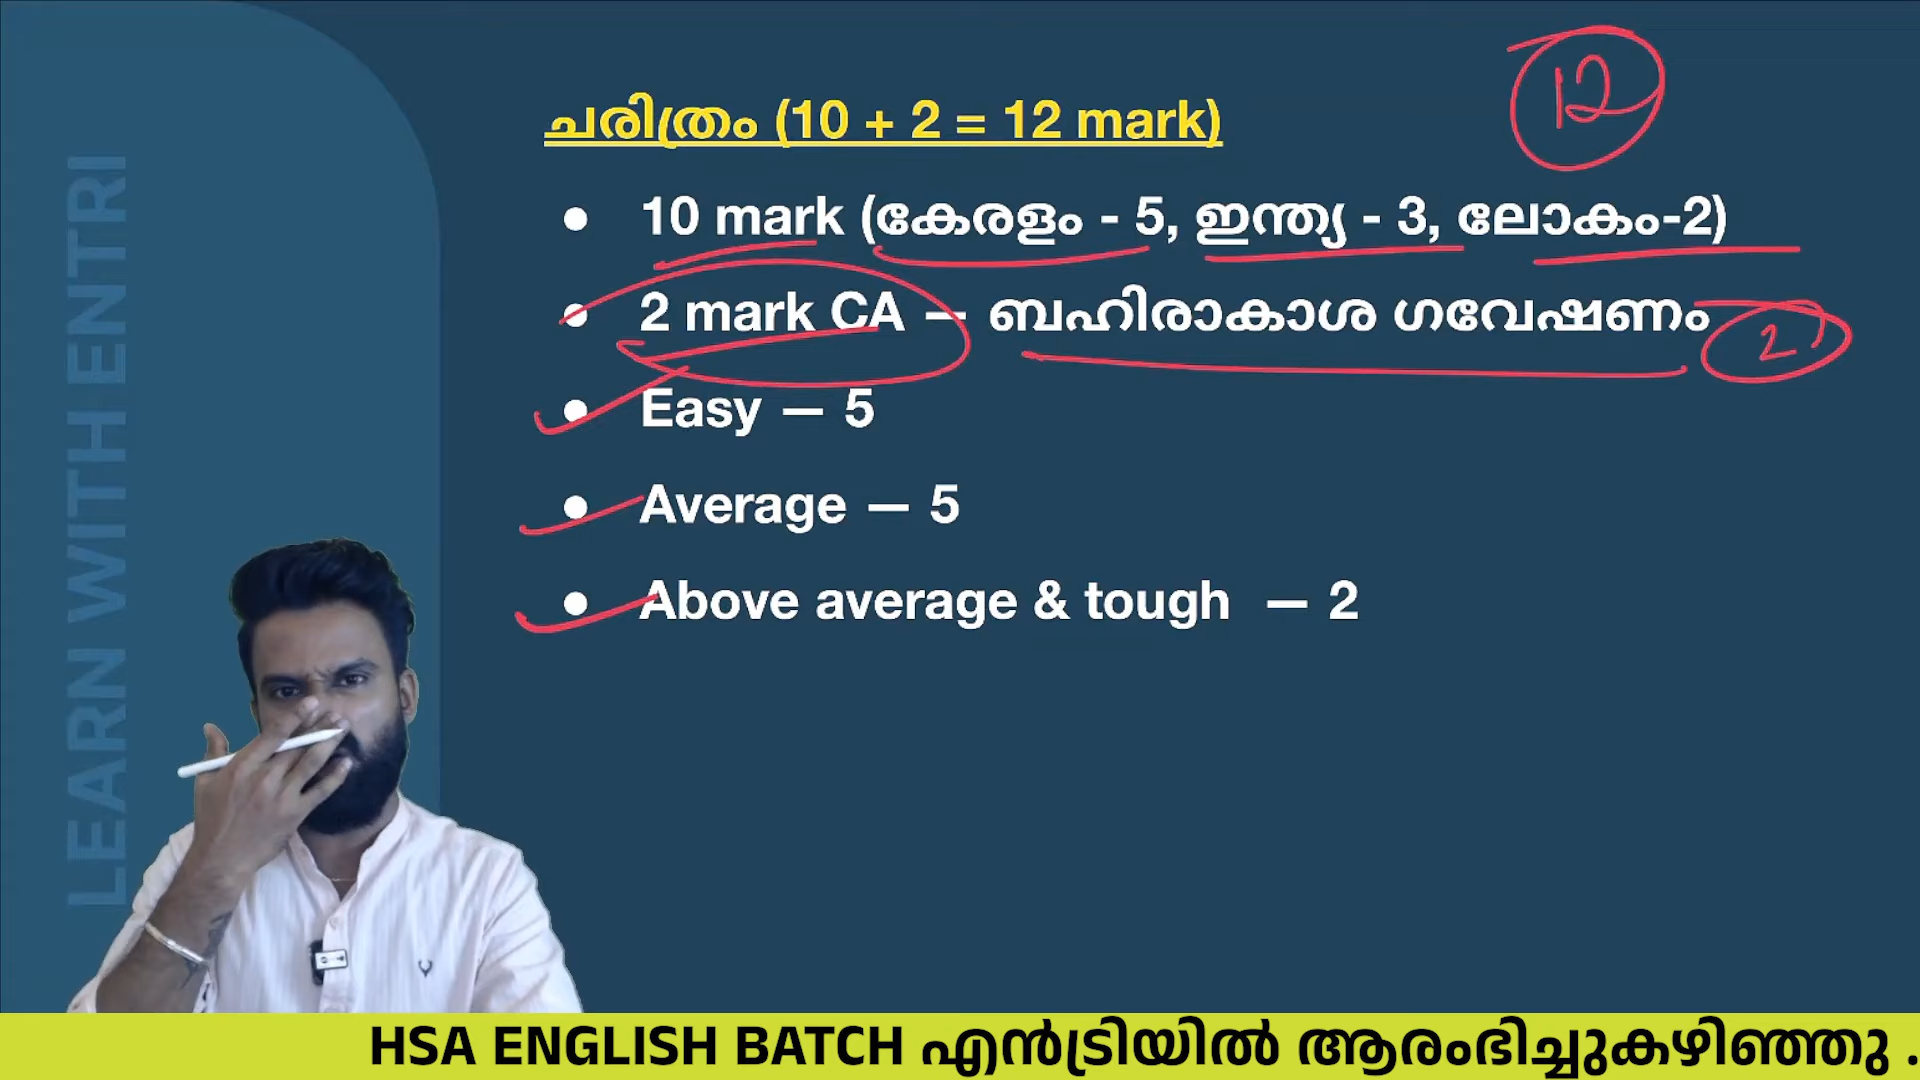 ചരിത്രം (10 + 2 = 12 mark)
12
10 mark (കേരളം - 5, ഇന്ത്യ - 3, ലോകം-2)
2 mark CA — ബഹിരാകാശ ഗവേഷണം
2
Easy — 5
Average — 5
Above average & tough — 2
LEARN WITH ENTRI
HSA ENGLISH BATCH എൻട്രിയിൽ ആരംഭിച്ചുകഴിഞ്ഞു .